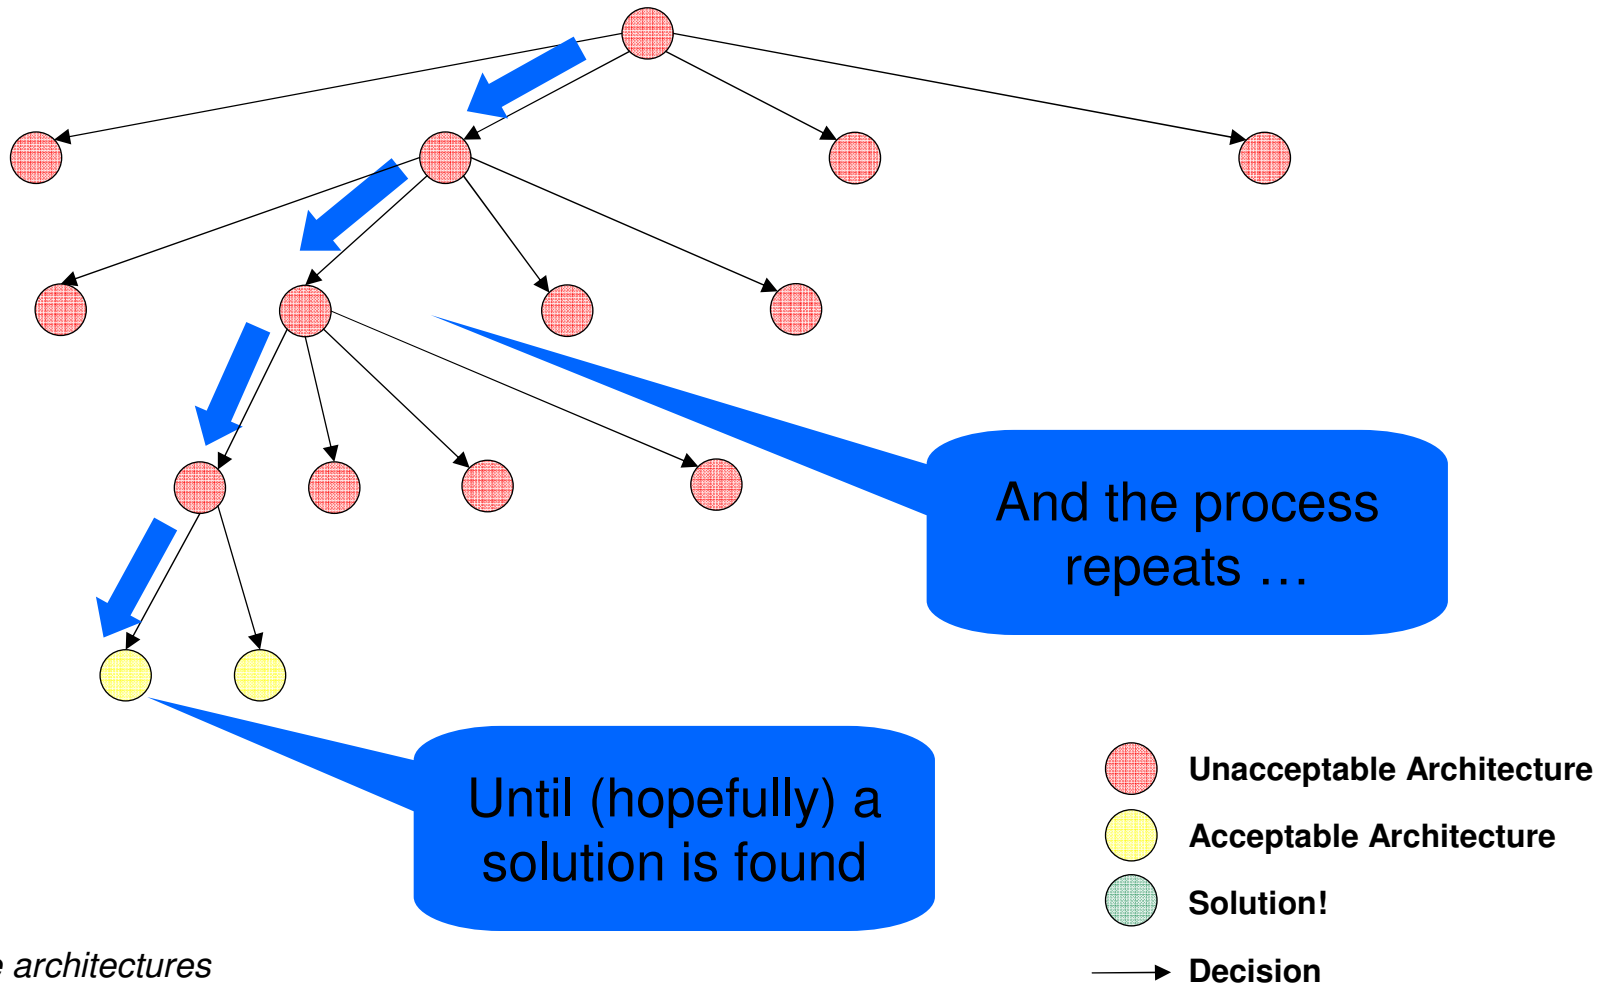 And the process
repeats …
Until (hopefully) a
solution is found
Unacceptable Architecture
Acceptable Architecture
Solution!
Decision
architectures